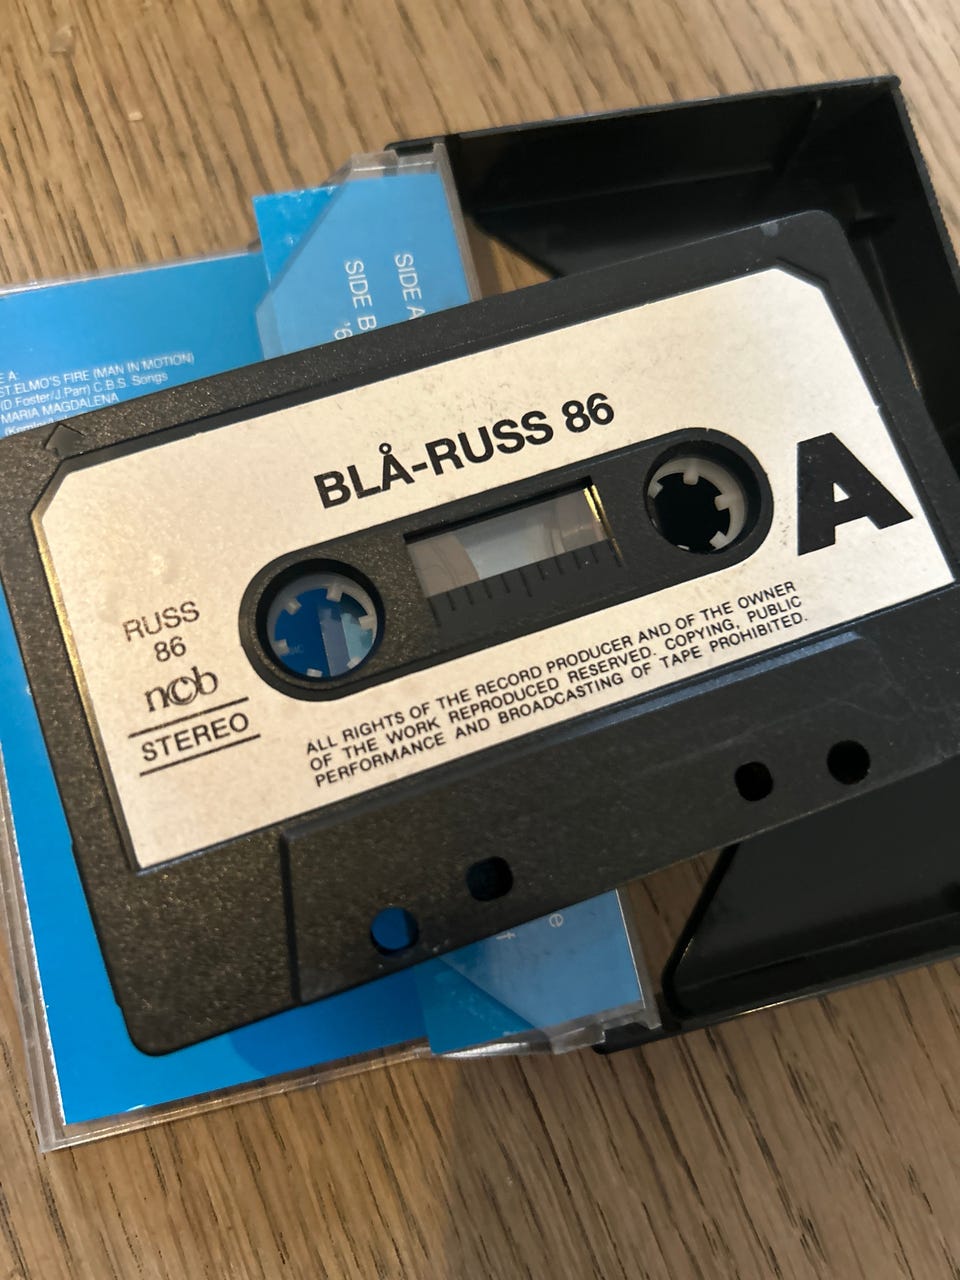 SIDE A
SIDE B
'6
E A:
ST.ELMO'S FIRE (MAN IN MOTION)
(D Foster/J.Parr) C.B.S. Songs
MARIA MAGDALENA
BLÅ-RUSS 86
A
RUSS
86
ncb
STEREO
ALL RIGHTS OF THE RECORD PRODUCER AND OF THE OWNER
OF THE WORK REPRODUCED RESERVED. COPYING, PUBLIC
PERFORMANCE AND BROADCASTING OF TAPE PROHIBITED.
e
f